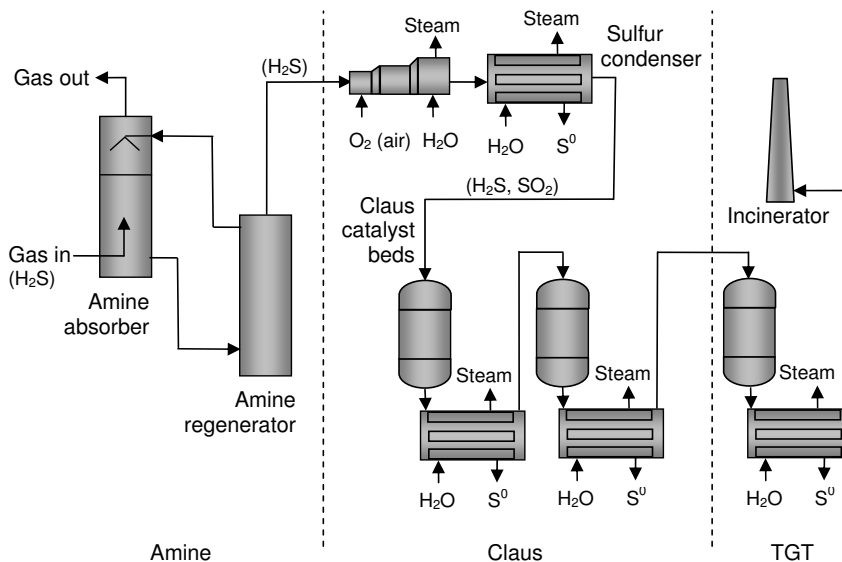 Steam
Steam
Sulfur
condenser
(H₂S)
Gas out
O₂ (air)
H₂O
H₂O
S⁰
(H₂S, SO₂)
Claus
catalyst
beds
Incinerator
Gas in
(H₂S)
Amine
absorber
Amine
regenerator
Steam
Steam
Steam
H₂O
S⁰
H₂O
S⁰
H₂O
S⁰
Amine
Claus
TGT